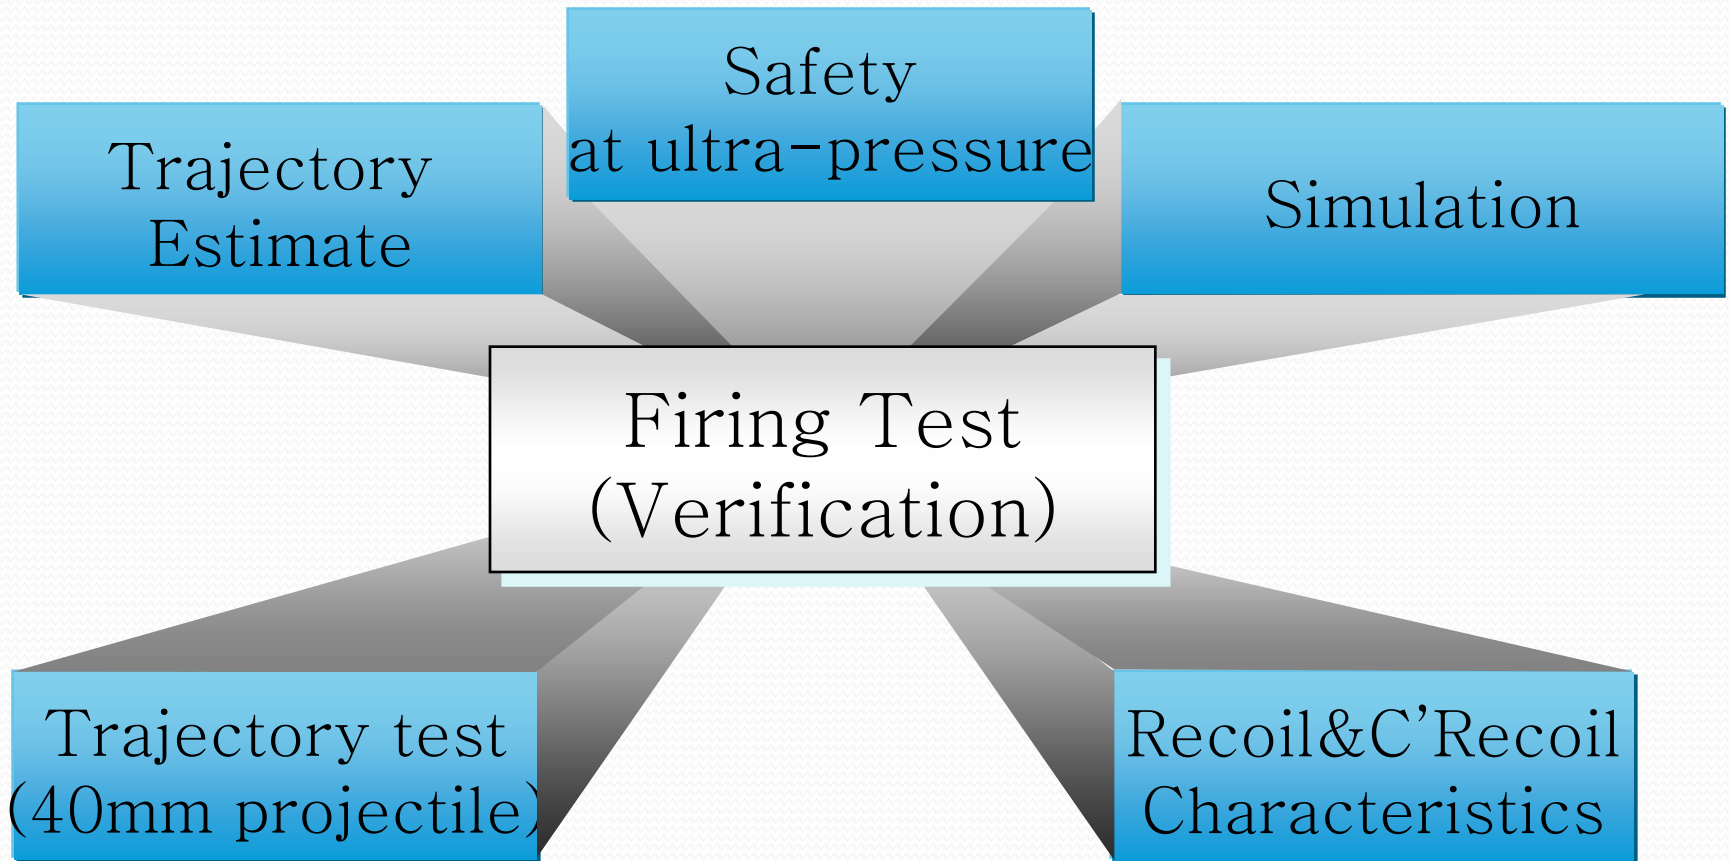 Safety
at ultra-pressure
Trajectory
Estimate
Simulation
Firing Test
(Verification)
Trajectory test
(40mm projectile)
Recoil&C’Recoil
Characteristics